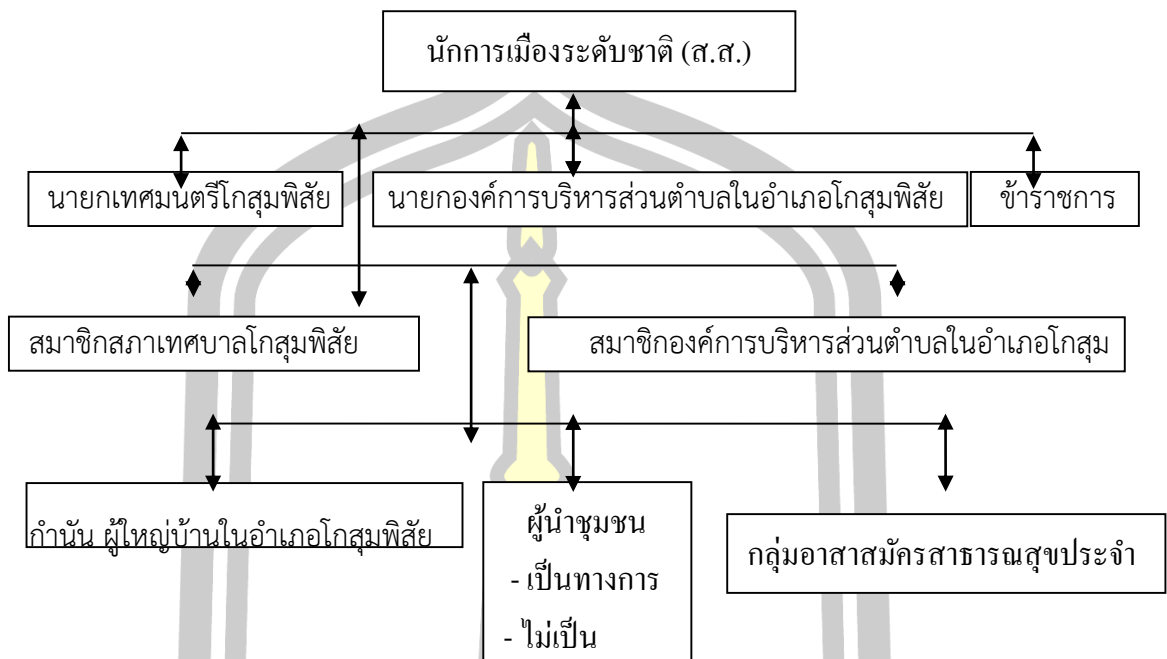 นักการเมืองระดับชาติ (ส.ส.)
นายกเทศมนตรีโกสุมพิสัย
นายกองค์การบริหารส่วนตำบลในอำเภอโกสุมพิสัย
ข้าราชการ
สมาชิกสภาเทศบาลโกสุมพิสัย
สมาชิกองค์การบริหารส่วนตำบลในอำเภอโกสุม
กำนัน ผู้ใหญ่บ้านในอำเภอโกสุมพิสัย
ผู้นำชุมชน
- เป็นทางการ
- ไม่เป็น
กลุ่มอาสาสมัครสาธารณสุขประจำ